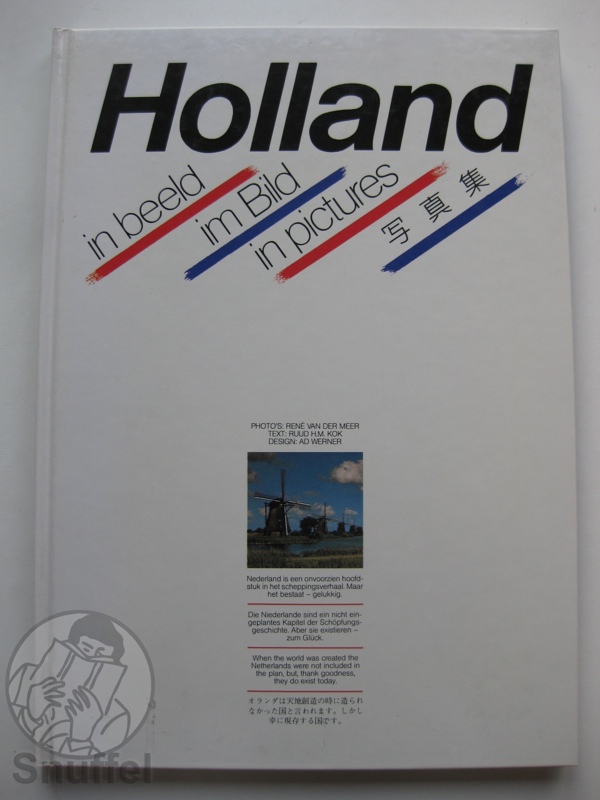 Holland
in beeld
im Bild
in pictures
写真集
PHOTO'S: RENÉ VAN DER MEER
TEXT: RUUD H.M. KOK
DESIGN: AD WERNER
Nederland is een onvoorzien hoofd-
stuk in het scheppingsverhaal. Maar
het bestaat – gelukkig.
Die Niederlande sind ein nicht ein-
geplantes Kapitel der Schöpfungs-
geschichte. Aber sie existieren –
zum Glück.
When the world was created the
Netherlands were not included in
the plan, but, thank goodness,
they do exist today.
オランダは天地創造の時に造られ
なかった国と言われます。しかし
幸に現存する国です。
Snuffel